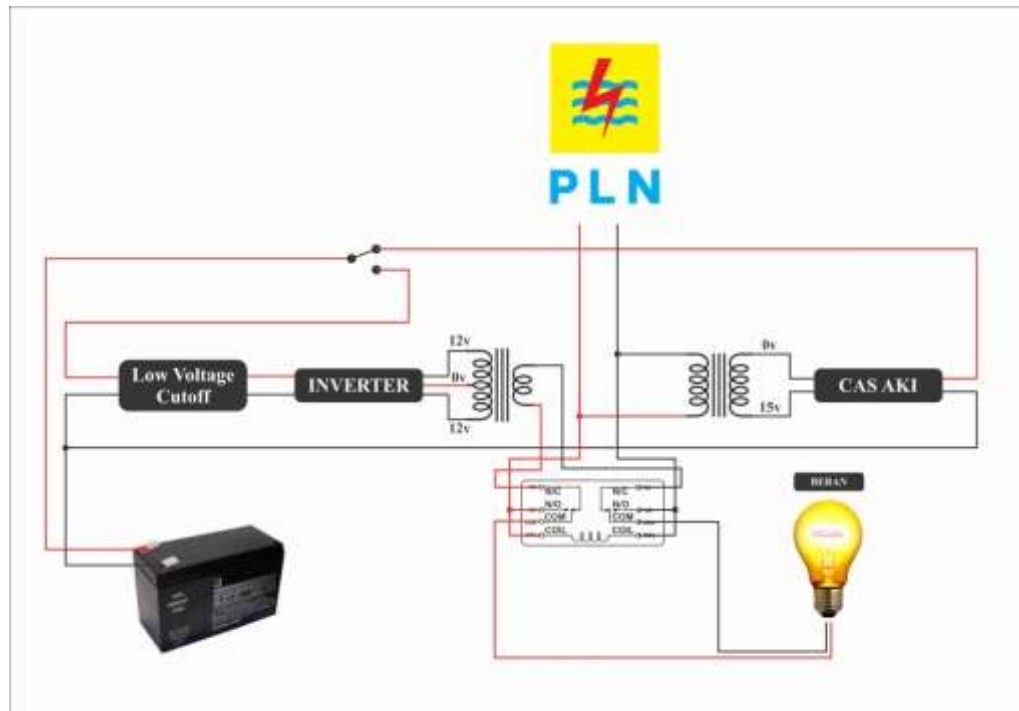 PLN
12v
0v
12v
Low Voltage
Cutoff
INVERTER
0v
15v
CAS AKI
N/C
N/O
COM
COIL
N/C
N/O
COM
COIL
BEBAN